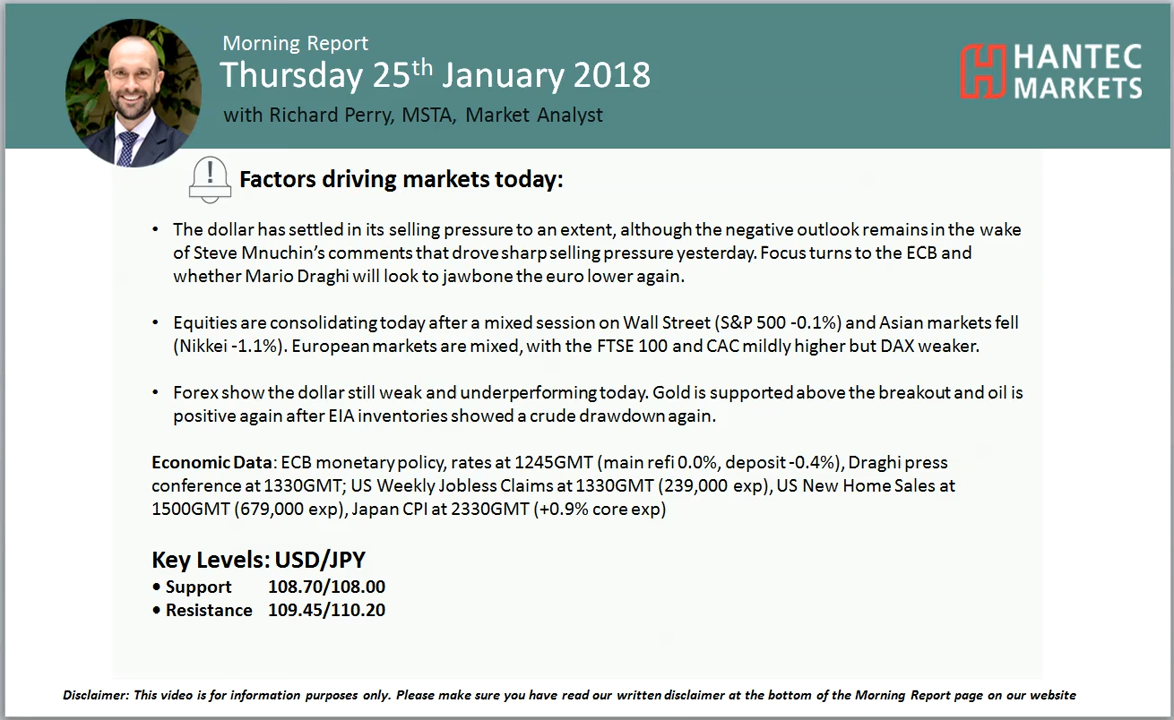 Morning Report
Thursday 25th January 2018
with Richard Perry, MSTA, Market Analyst
HANTEC
MARKETS
! Factors driving markets today:
• The dollar has settled in its selling pressure to an extent, although the negative outlook remains in the wake
of Steve Mnuchin's comments that drove sharp selling pressure yesterday. Focus turns to the ECB and
whether Mario Draghi will look to jawbone the euro lower again.
• Equities are consolidating today after a mixed session on Wall Street (S&P 500 -0.1%) and Asian markets fell
(Nikkei -1.1%). European markets are mixed, with the FTSE 100 and CAC mildly higher but DAX weaker.
• Forex show the dollar still weak and underperforming today. Gold is supported above the breakout and oil is
positive again after EIA inventories showed a crude drawdown again.
Economic Data: ECB monetary policy, rates at 1245GMT (main refi 0.0%, deposit -0.4%), Draghi press
conference at 1330GMT; US Weekly Jobless Claims at 1330GMT (239,000 exp), US New Home Sales at
1500GMT (679,000 exp), Japan CPI at 2330GMT (+0.9% core exp)
Key Levels: USD/JPY
• Support 108.70/108.00
• Resistance 109.45/110.20
Disclaimer: This video is for information purposes only. Please make sure you have read our written disclaimer at the bottom of the Morning Report page on our website